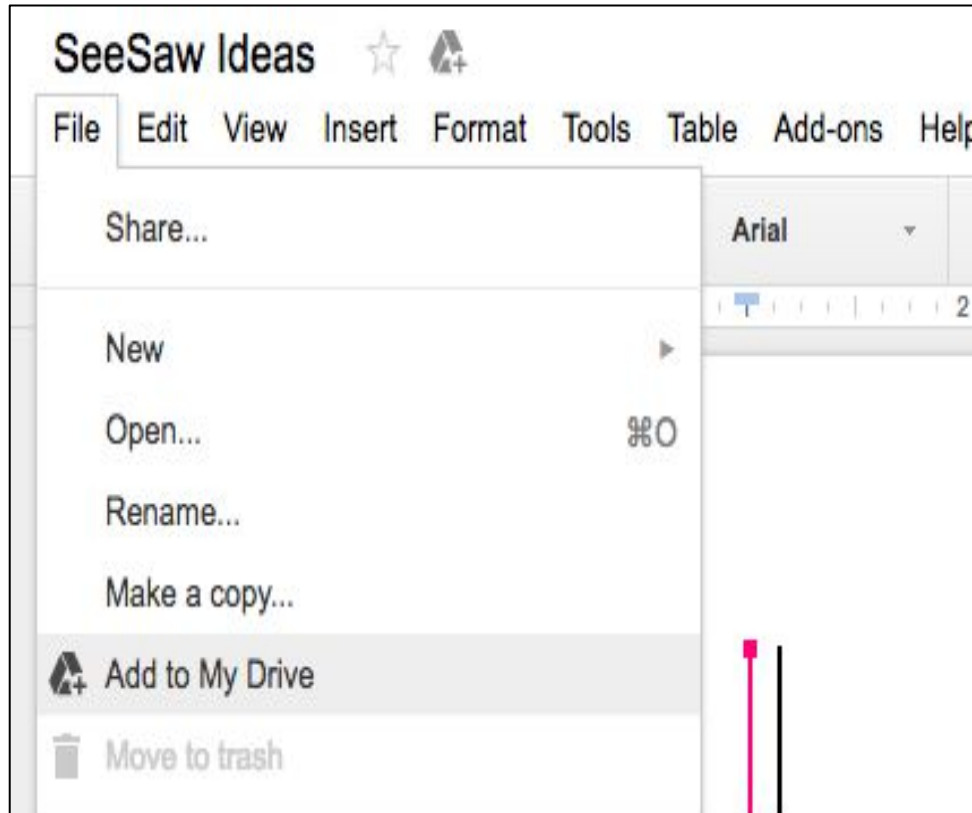 SeeSaw Ideas
File Edit View Insert Format Tools Table Add-ons Help
Share...
Arial
2
New
Open... ⌘O
Rename...
Make a copy...
Add to My Drive
Move to trash